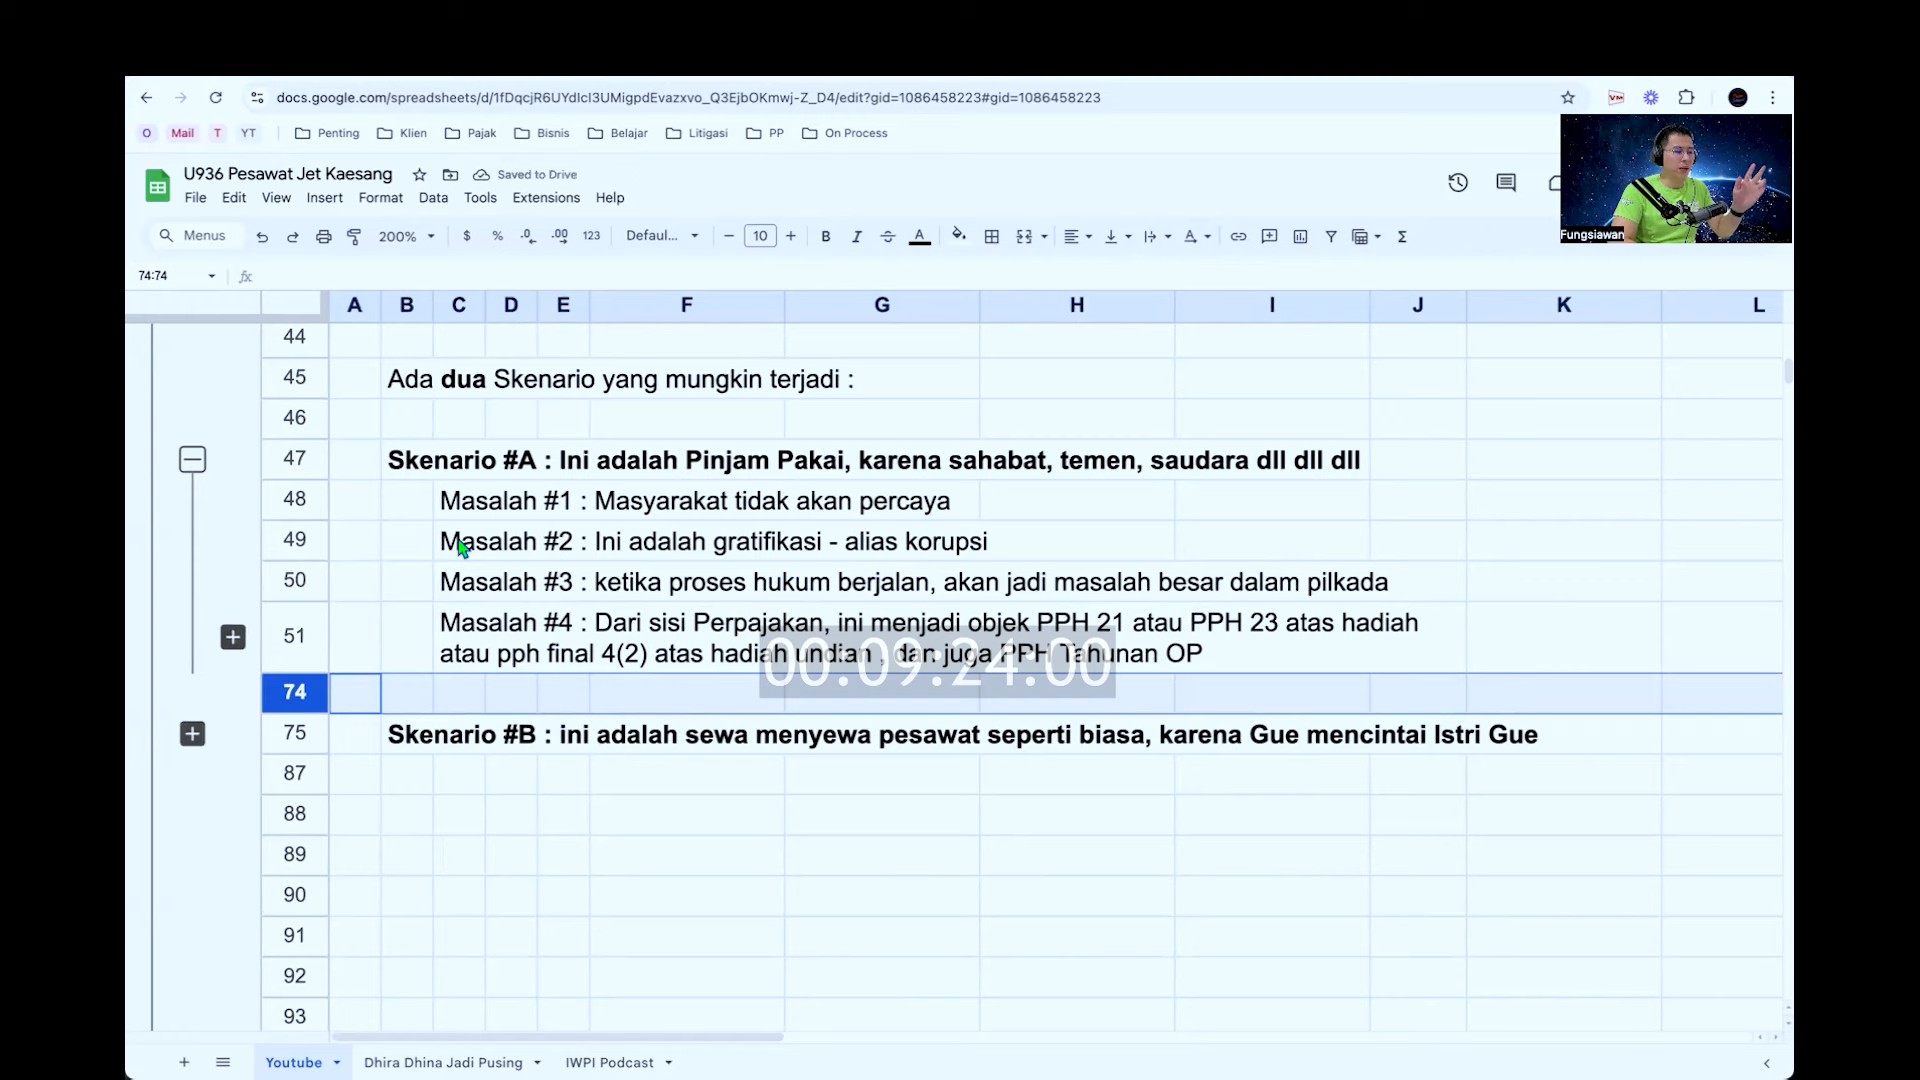 docs.google.com/spreadsheets/d/1fDqcjR6UYdIcI3UMigpdEvazxvo_Q3EjbOKmwj-Z_D4/edit?gid=1086458223#gid=1086458223
O Mail T YT Penting Klien Pajak Bisnis Belajar Litigasi PP On Process
U936 Pesawat Jet Kaesang Saved to Drive
File Edit View Insert Format Data Tools Extensions Help
Fungsiawan
Menus 200% $ % .0 .00 123 Defaul... 10 B I A Σ
74:74 fx
A B C D E F G H I J K L
44
45 Ada dua Skenario yang mungkin terjadi :
46
47 Skenario #A : Ini adalah Pinjam Pakai, karena sahabat, temen, saudara dll dll dll
48 Masalah #1 : Masyarakat tidak akan percaya
49 Masalah #2 : Ini adalah gratifikasi - alias korupsi
50 Masalah #3 : ketika proses hukum berjalan, akan jadi masalah besar dalam pilkada
51 Masalah #4 : Dari sisi Perpajakan, ini menjadi objek PPH 21 atau PPH 23 atas hadiah
atau pph final 4(2) atas hadiah undian , dan juga PPH Tahunan OP
00:09:24:00
74
75 Skenario #B : ini adalah sewa menyewa pesawat seperti biasa, karena Gue mencintai Istri Gue
87
88
89
90
91
92
93
Youtube Dhira Dhina Jadi Pusing IWPI Podcast